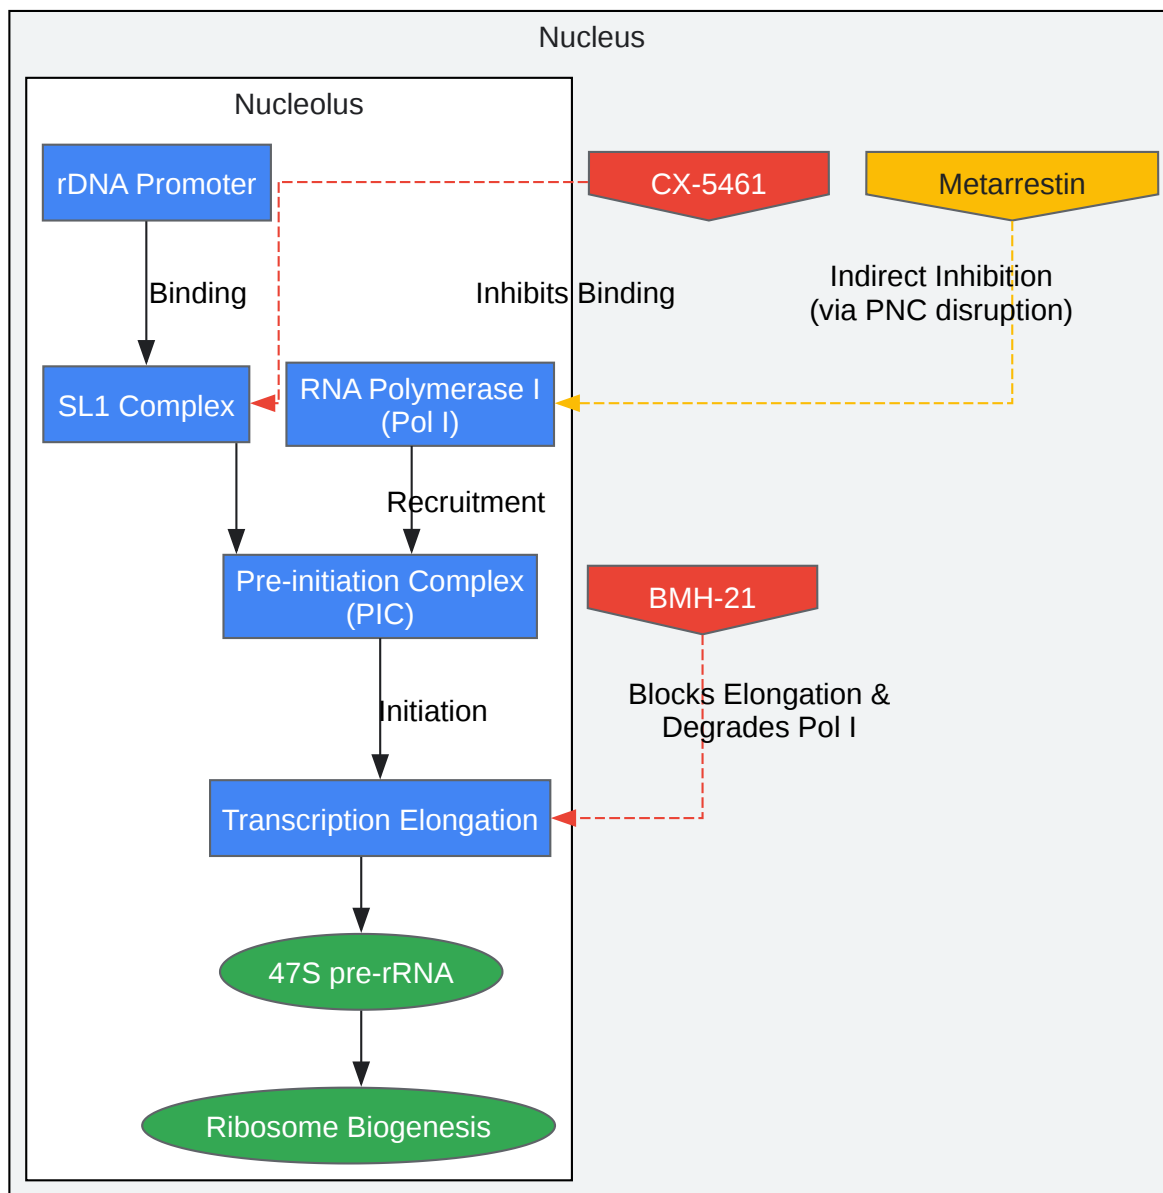 Nucleus
Nucleolus
rDNA Promoter
CX-5461
Metarrestin
Binding
Inhibits Binding
Indirect Inhibition
(via PNC disruption)
SL1 Complex
RNA Polymerase I
(Pol I)
Recruitment
Pre-initiation Complex
(PIC)
BMH-21
Blocks Elongation &
Degrades Pol I
Initiation
Transcription Elongation
47S pre-rRNA
Ribosome Biogenesis